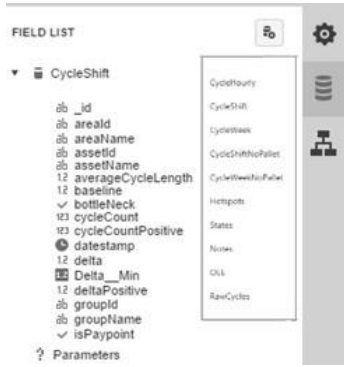 FIELD LIST
CycleShift
ab _id
ab areaId
ab areaName
ab assetId
ab assetName
1.2 averageCycleLength
1.2 baseline
bottleNeck
123 cycleCount
123 cycleCountPositive
datestamp
1.2 delta
1.2 Delta__Min
1.2 deltaPositive
ab groupId
ab groupName
isPaypoint
? Parameters
CycleHourly
CycleShift
CycleWeek
CycleShiftNoPallet
CycleWeekNoPallet
Hotspots
States
Notes
RawCycles